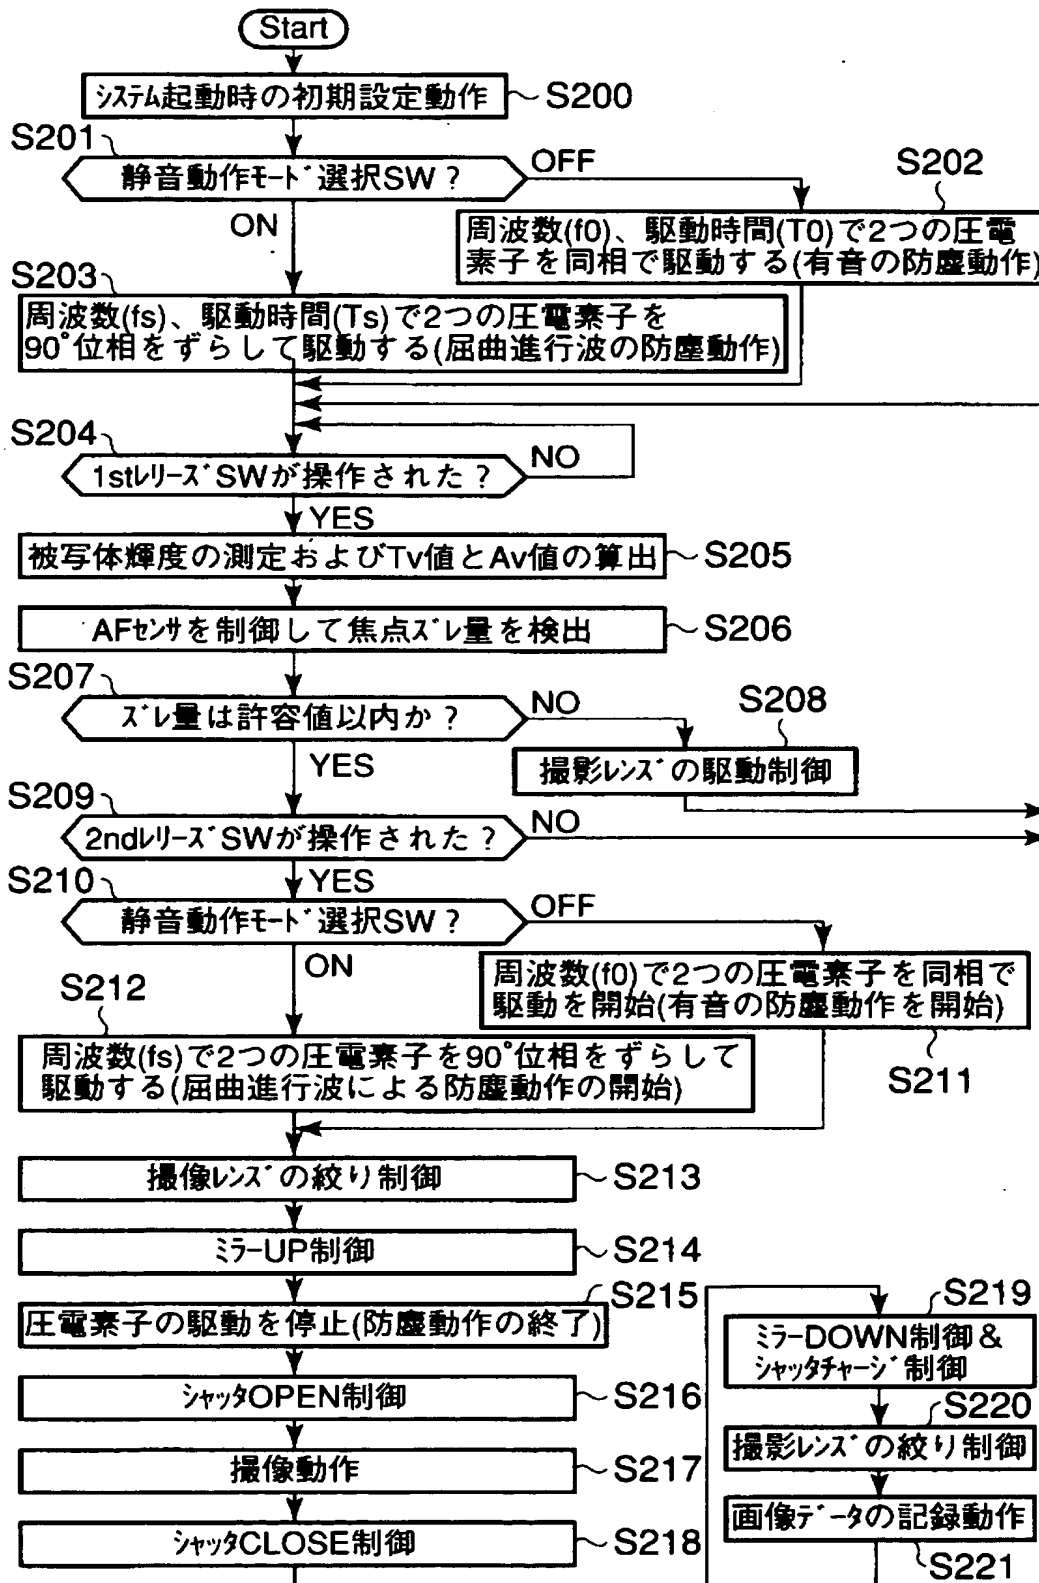 Start
ｼｽﾃﾑ起動時の初期設定動作
S200
S201
静音動作ﾓｰﾄﾞ選択SW？
OFF
ON
S202
周波数(f0)、駆動時間(T0)で2つの圧電
素子を同相で駆動する(有音の防塵動作)
S203
周波数(fs)、駆動時間(Ts)で2つの圧電素子を
90°位相をずらして駆動する(屈曲進行波の防塵動作)
S204
1stﾚﾘｰｽﾞSWが操作された？
NO
YES
被写体輝度の測定およびTv値とAv値の算出
S205
AFｾﾝｻを制御して焦点ｽﾞﾚ量を検出
S206
S207
ｽﾞﾚ量は許容値以内か？
NO
YES
S208
撮影ﾚﾝｽﾞの駆動制御
S209
2ndﾚﾘｰｽﾞSWが操作された？
NO
YES
S210
静音動作ﾓｰﾄﾞ選択SW？
OFF
ON
周波数(f0)で2つの圧電素子を同相で
駆動を開始(有音の防塵動作を開始)
S211
S212
周波数(fs)で2つの圧電素子を90°位相をずらして
駆動する(屈曲進行波による防塵動作の開始)
撮像ﾚﾝｽﾞの絞り制御
S213
ﾐﾗｰUP制御
S214
圧電素子の駆動を停止(防塵動作の終了)
S215
ｼｬｯﾀOPEN制御
S216
撮像動作
S217
ｼｬｯﾀCLOSE制御
S218
S219
ﾐﾗｰDOWN制御&
ｼｬｯﾀﾁｬｰｼﾞ制御
S220
撮影ﾚﾝｽﾞの絞り制御
画像ﾃﾞｰﾀの記録動作
S221